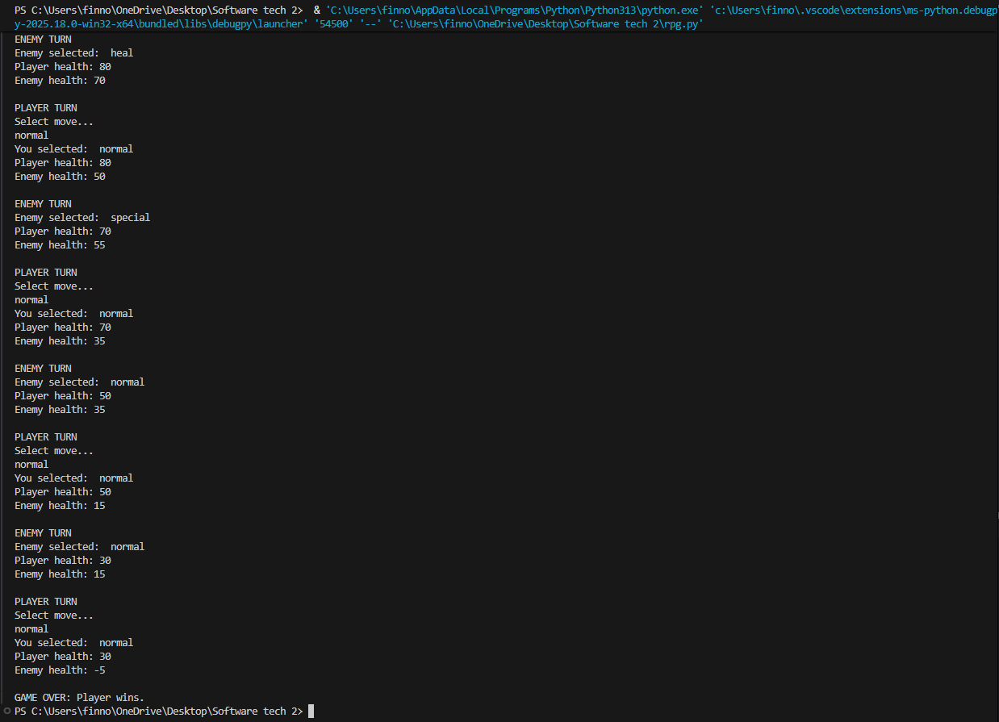 PS C:\Users\finno\OneDrive\Desktop\Software tech 2>  & 'C:\Users\finno\AppData\Local\Programs\Python\Python313\python.exe' 'c:\Users\finno\.vscode\extensions\ms-python.debugp
y-2025.18.0-win32-x64\bundled\libs\debugpy\launcher' '54500' '--' 'C:\Users\finno\OneDrive\Desktop\Software tech 2\rpg.py'
ENEMY TURN
Enemy selected:  heal
Player health: 80
Enemy health: 70

PLAYER TURN
Select move...
normal
You selected:  normal
Player health: 80
Enemy health: 50

ENEMY TURN
Enemy selected:  special
Player health: 70
Enemy health: 55

PLAYER TURN
Select move...
normal
You selected:  normal
Player health: 70
Enemy health: 35

ENEMY TURN
Enemy selected:  normal
Player health: 50
Enemy health: 35

PLAYER TURN
Select move...
normal
You selected:  normal
Player health: 50
Enemy health: 15

ENEMY TURN
Enemy selected:  normal
Player health: 30
Enemy health: 15

PLAYER TURN
Select move...
normal
You selected:  normal
Player health: 30
Enemy health: -5

GAME OVER: Player wins.
PS C:\Users\finno\OneDrive\Desktop\Software tech 2>